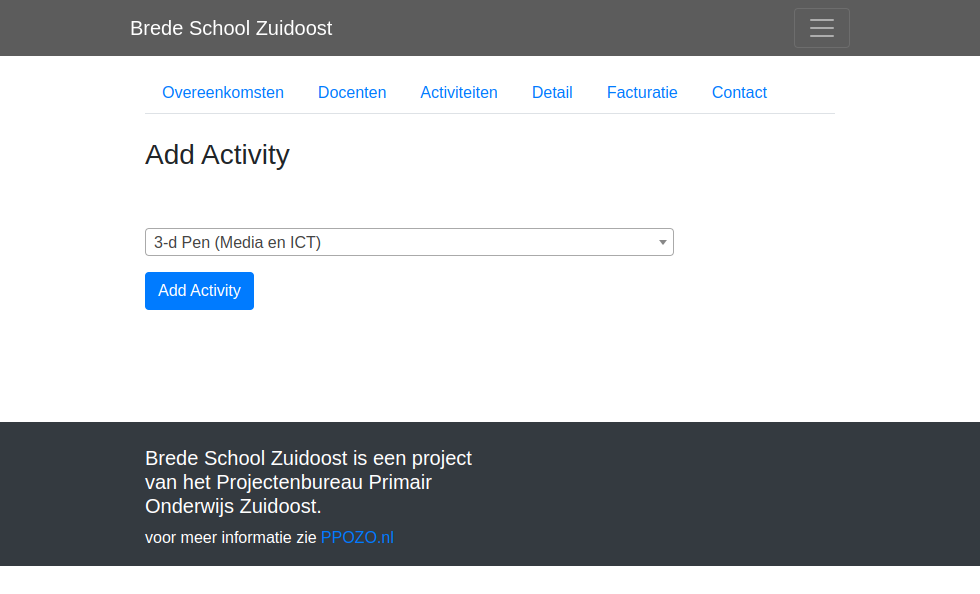 Brede School Zuidoost
Overeenkomsten Docenten Activiteiten Detail Facturatie Contact
Add Activity
3-d Pen (Media en ICT)
Add Activity
Brede School Zuidoost is een project
van het Projectenbureau Primair
Onderwijs Zuidoost.
voor meer informatie zie PPOZO.nl